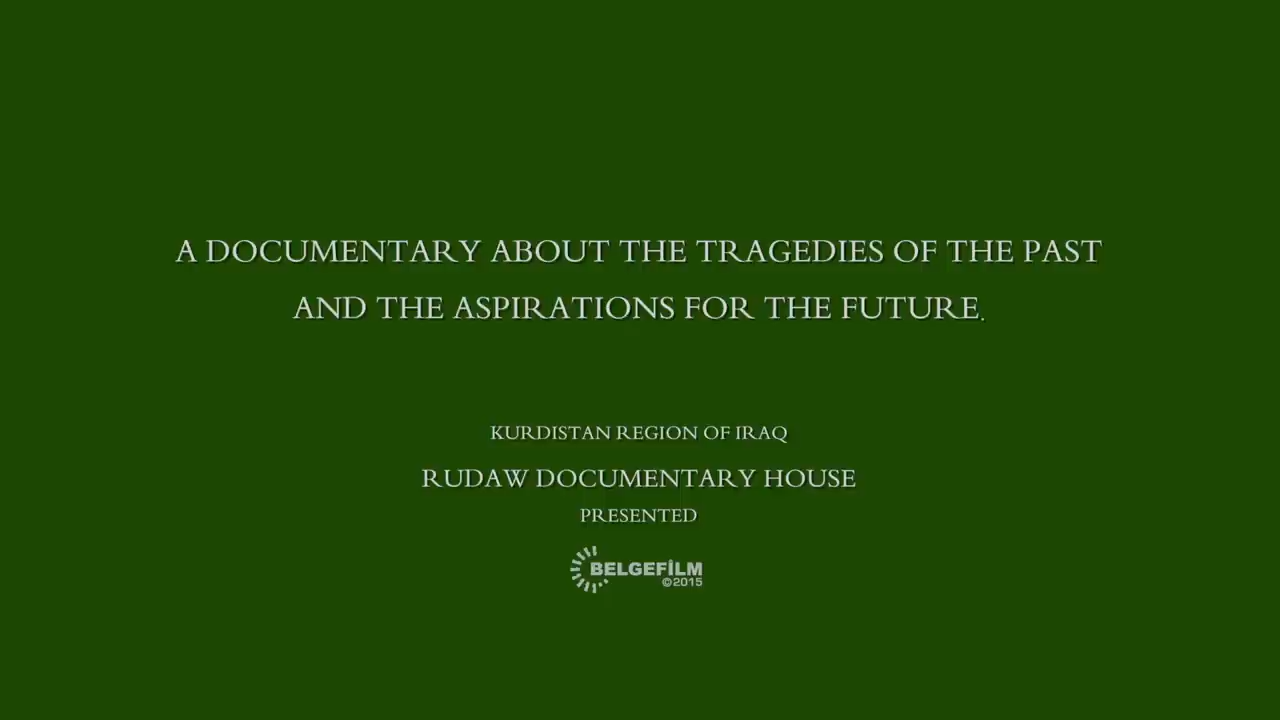 A DOCUMENTARY ABOUT THE TRAGEDIES OF THE PAST
AND THE ASPIRATIONS FOR THE FUTURE.
KURDISTAN REGION OF IRAQ
RUDAW DOCUMENTARY HOUSE
PRESENTED
BELGEFİLM
©2015